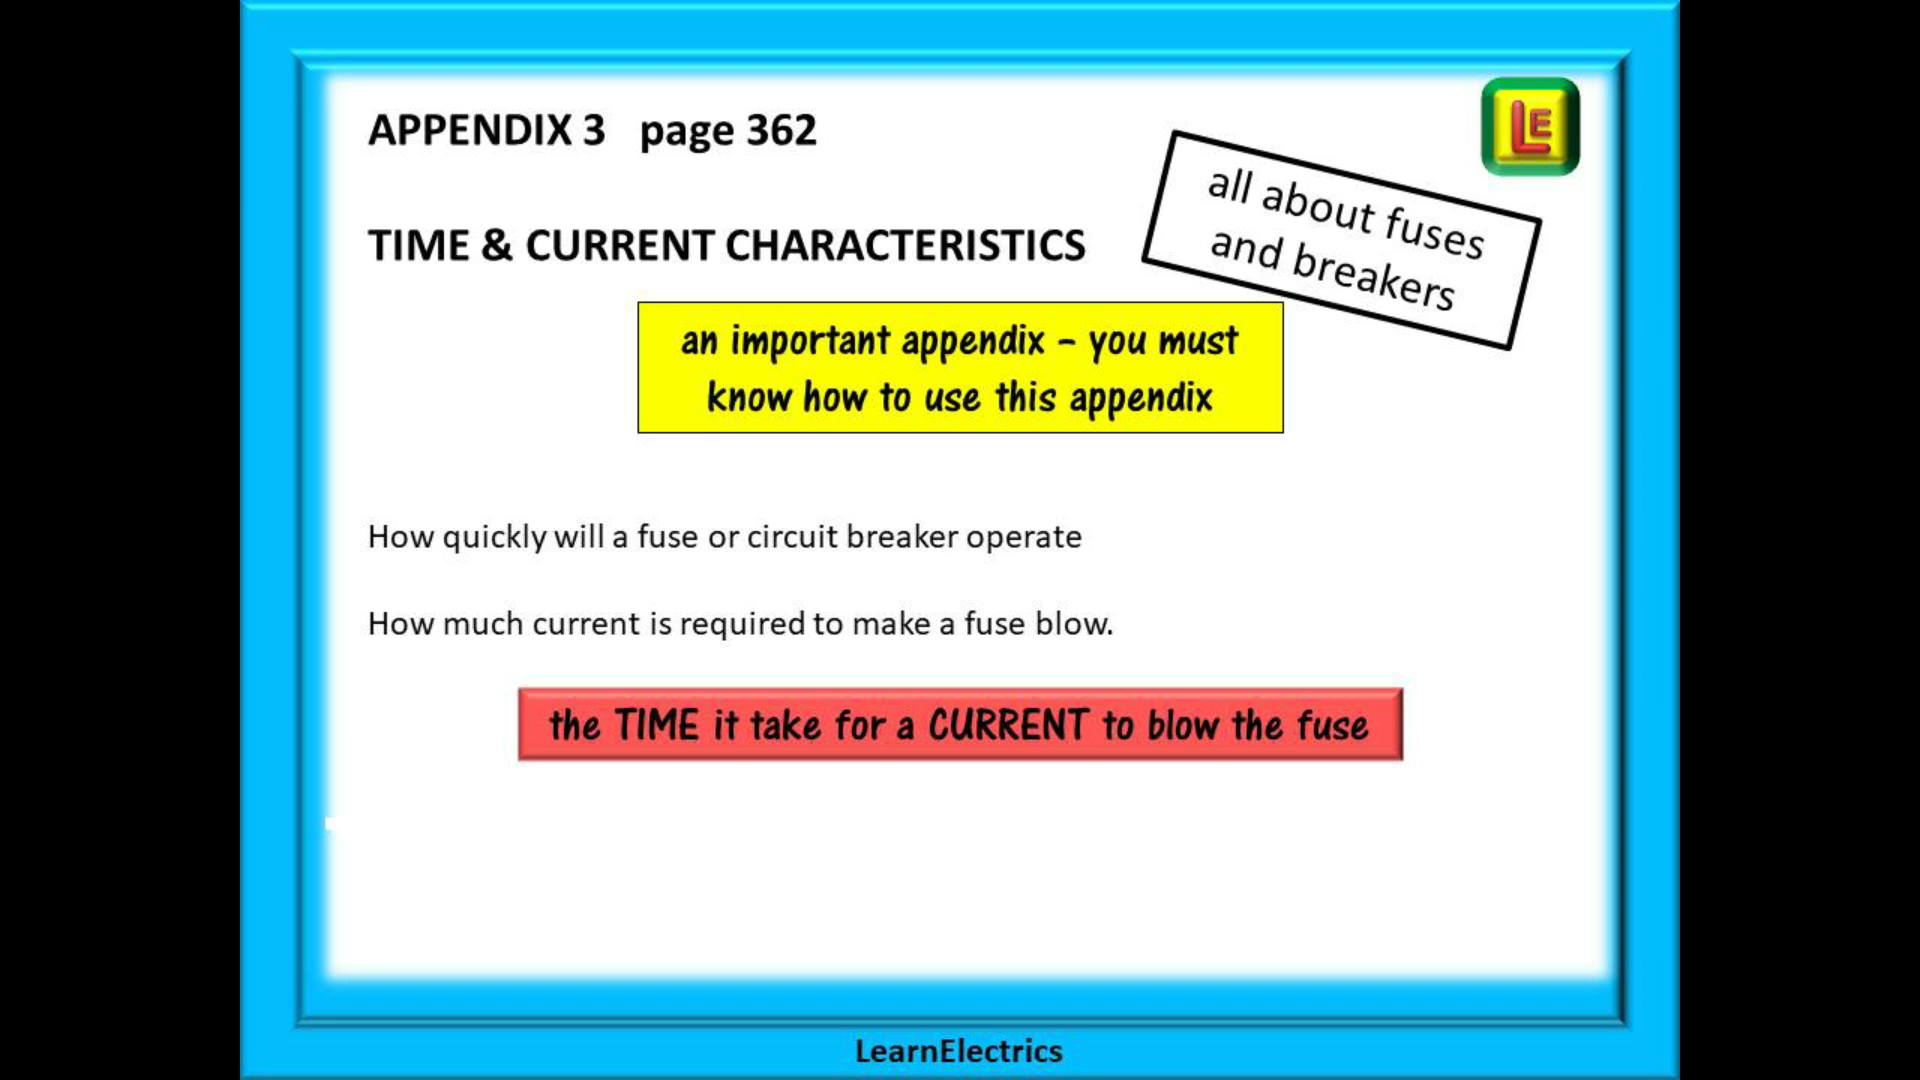 APPENDIX 3 page 362
LE
all about fuses
and breakers
TIME & CURRENT CHARACTERISTICS
an important appendix – you must
know how to use this appendix
How quickly will a fuse or circuit breaker operate
How much current is required to make a fuse blow.
the TIME it take for a CURRENT to blow the fuse
LearnElectrics